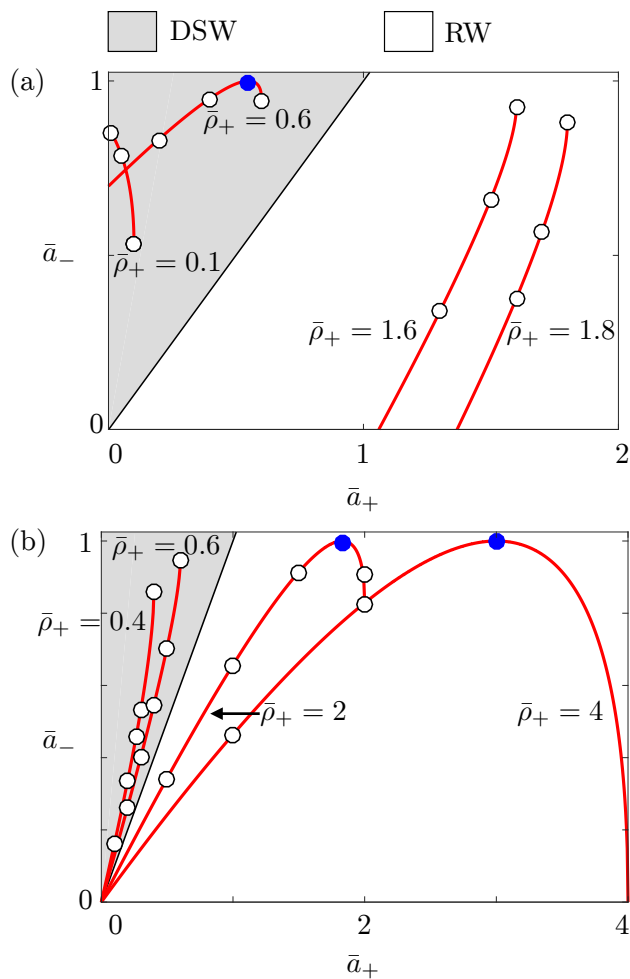 DSW RW
(a)
1
ρ̄₊ = 0.6
ā₋
ρ̄₊ = 0.1
ρ̄₊ = 1.6 ρ̄₊ = 1.8
0
0 1 2
ā₊
(b)
1
ρ̄₊ = 0.6
ρ̄₊ = 0.4
ā₋
ρ̄₊ = 2 ρ̄₊ = 4
0
0 2 4
ā₊